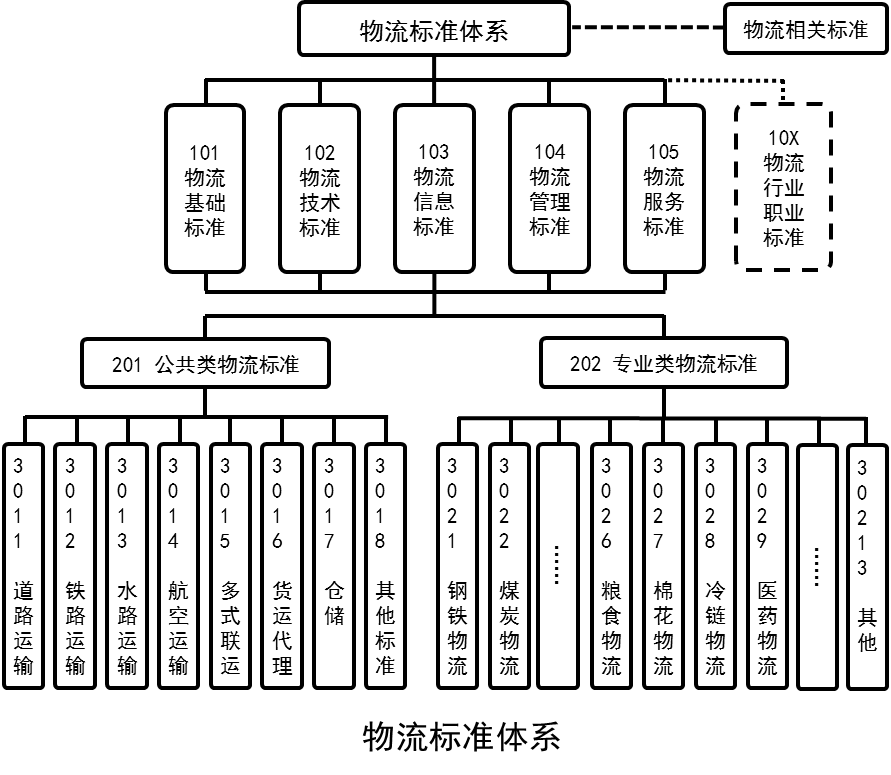 物流标准体系
物流相关标准
101
物流
基础
标准
102
物流
技术
标准
103
物流
信息
标准
104
物流
管理
标准
105
物流
服务
标准
10X
物流
行业
职业
标准
201 公共类物流标准
202 专业类物流标准
3011 道路运输
3012 铁路运输
3013 水路运输
3014 航空运输
3015 多式联运
3016 货运代理
3017 仓储
3018 其他标准
3021 钢铁物流
3022 煤炭物流
……
3026 粮食物流
3027 棉花物流
3028 冷链物流
3029 医药物流
……
30213 其他
物流标准体系